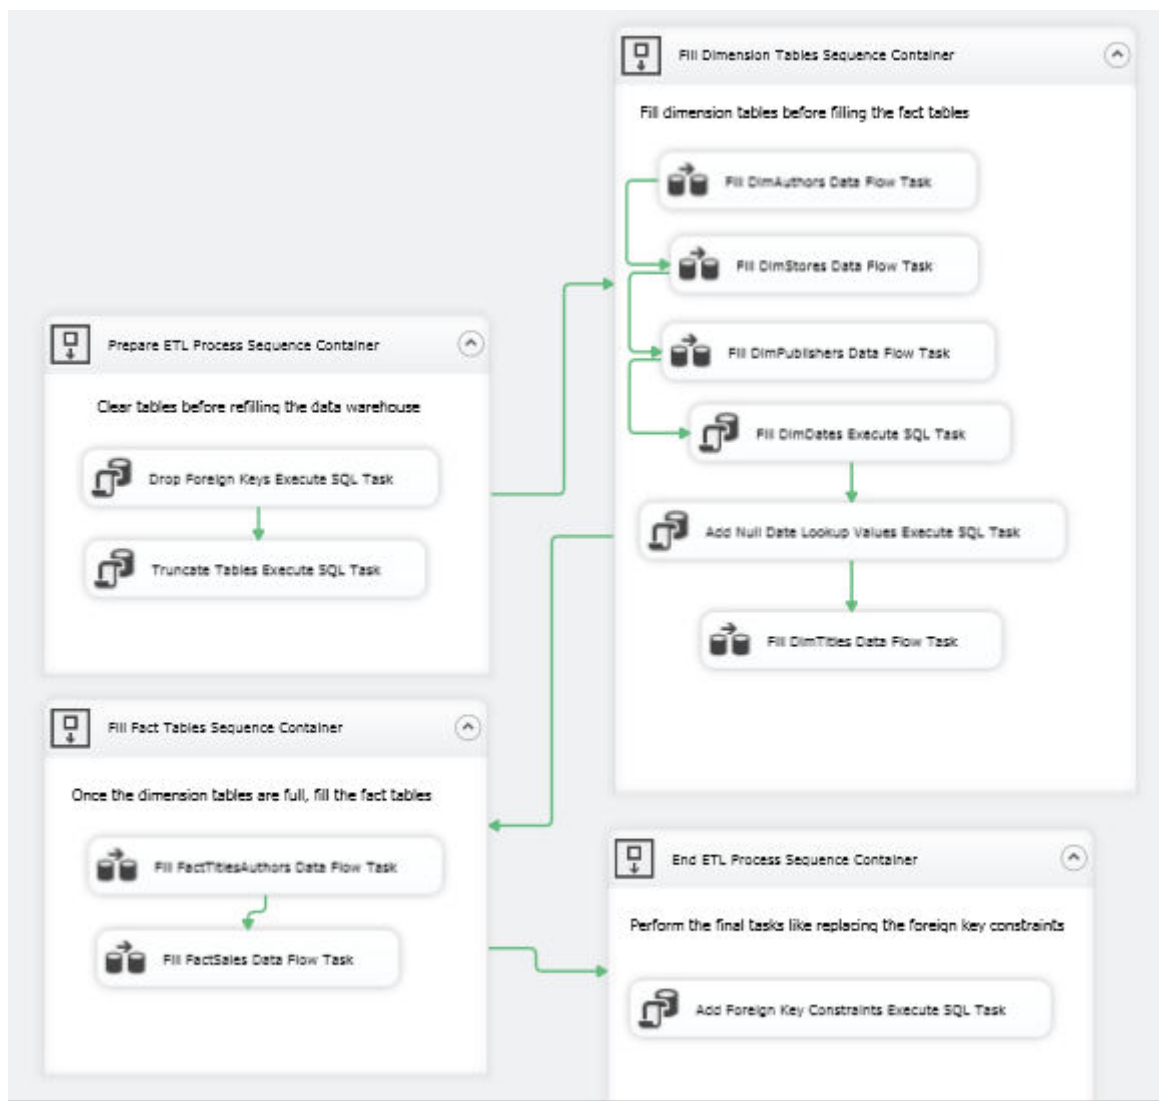 Prepare ETL Process Sequence Container
Clear tables before refilling the data warehouse
Drop Foreign Keys Execute SQL Task
Truncate Tables Execute SQL Task
Fill Dimension Tables Sequence Container
Fill dimension tables before filling the fact tables
Fill DimAuthors Data Flow Task
Fill DimStores Data Flow Task
Fill DimPublishers Data Flow Task
Fill DimDates Execute SQL Task
Add Null Date Lookup Values Execute SQL Task
Fill DimTitles Data Flow Task
Fill Fact Tables Sequence Container
Once the dimension tables are full, fill the fact tables
Fill FactTitlesAuthors Data Flow Task
Fill FactSales Data Flow Task
End ETL Process Sequence Container
Perform the final tasks like replacing the foreign key constraints
Add Foreign Key Constraints Execute SQL Task